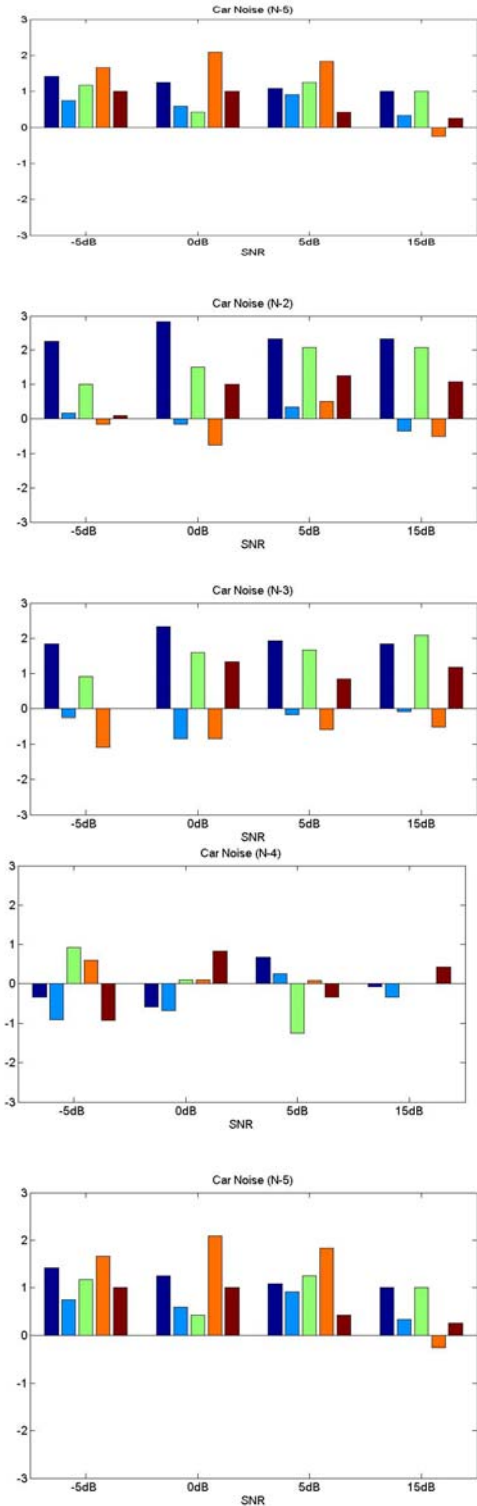 Car Noise (N-5)
3
2
1
0
-1
-2
-3
-5dB 0dB 5dB 15dB
SNR
Car Noise (N-2)
3
2
1
0
-1
-2
-3
-5dB 0dB 5dB 15dB
SNR
Car Noise (N-3)
3
2
1
0
-1
-2
-3
-5dB 0dB 5dB 15dB
SNR
Car Noise (N-4)
3
2
1
0
-1
-2
-3
-5dB 0dB 5dB 15dB
SNR
Car Noise (N-5)
3
2
1
0
-1
-2
-3
-5dB 0dB 5dB 15dB
SNR